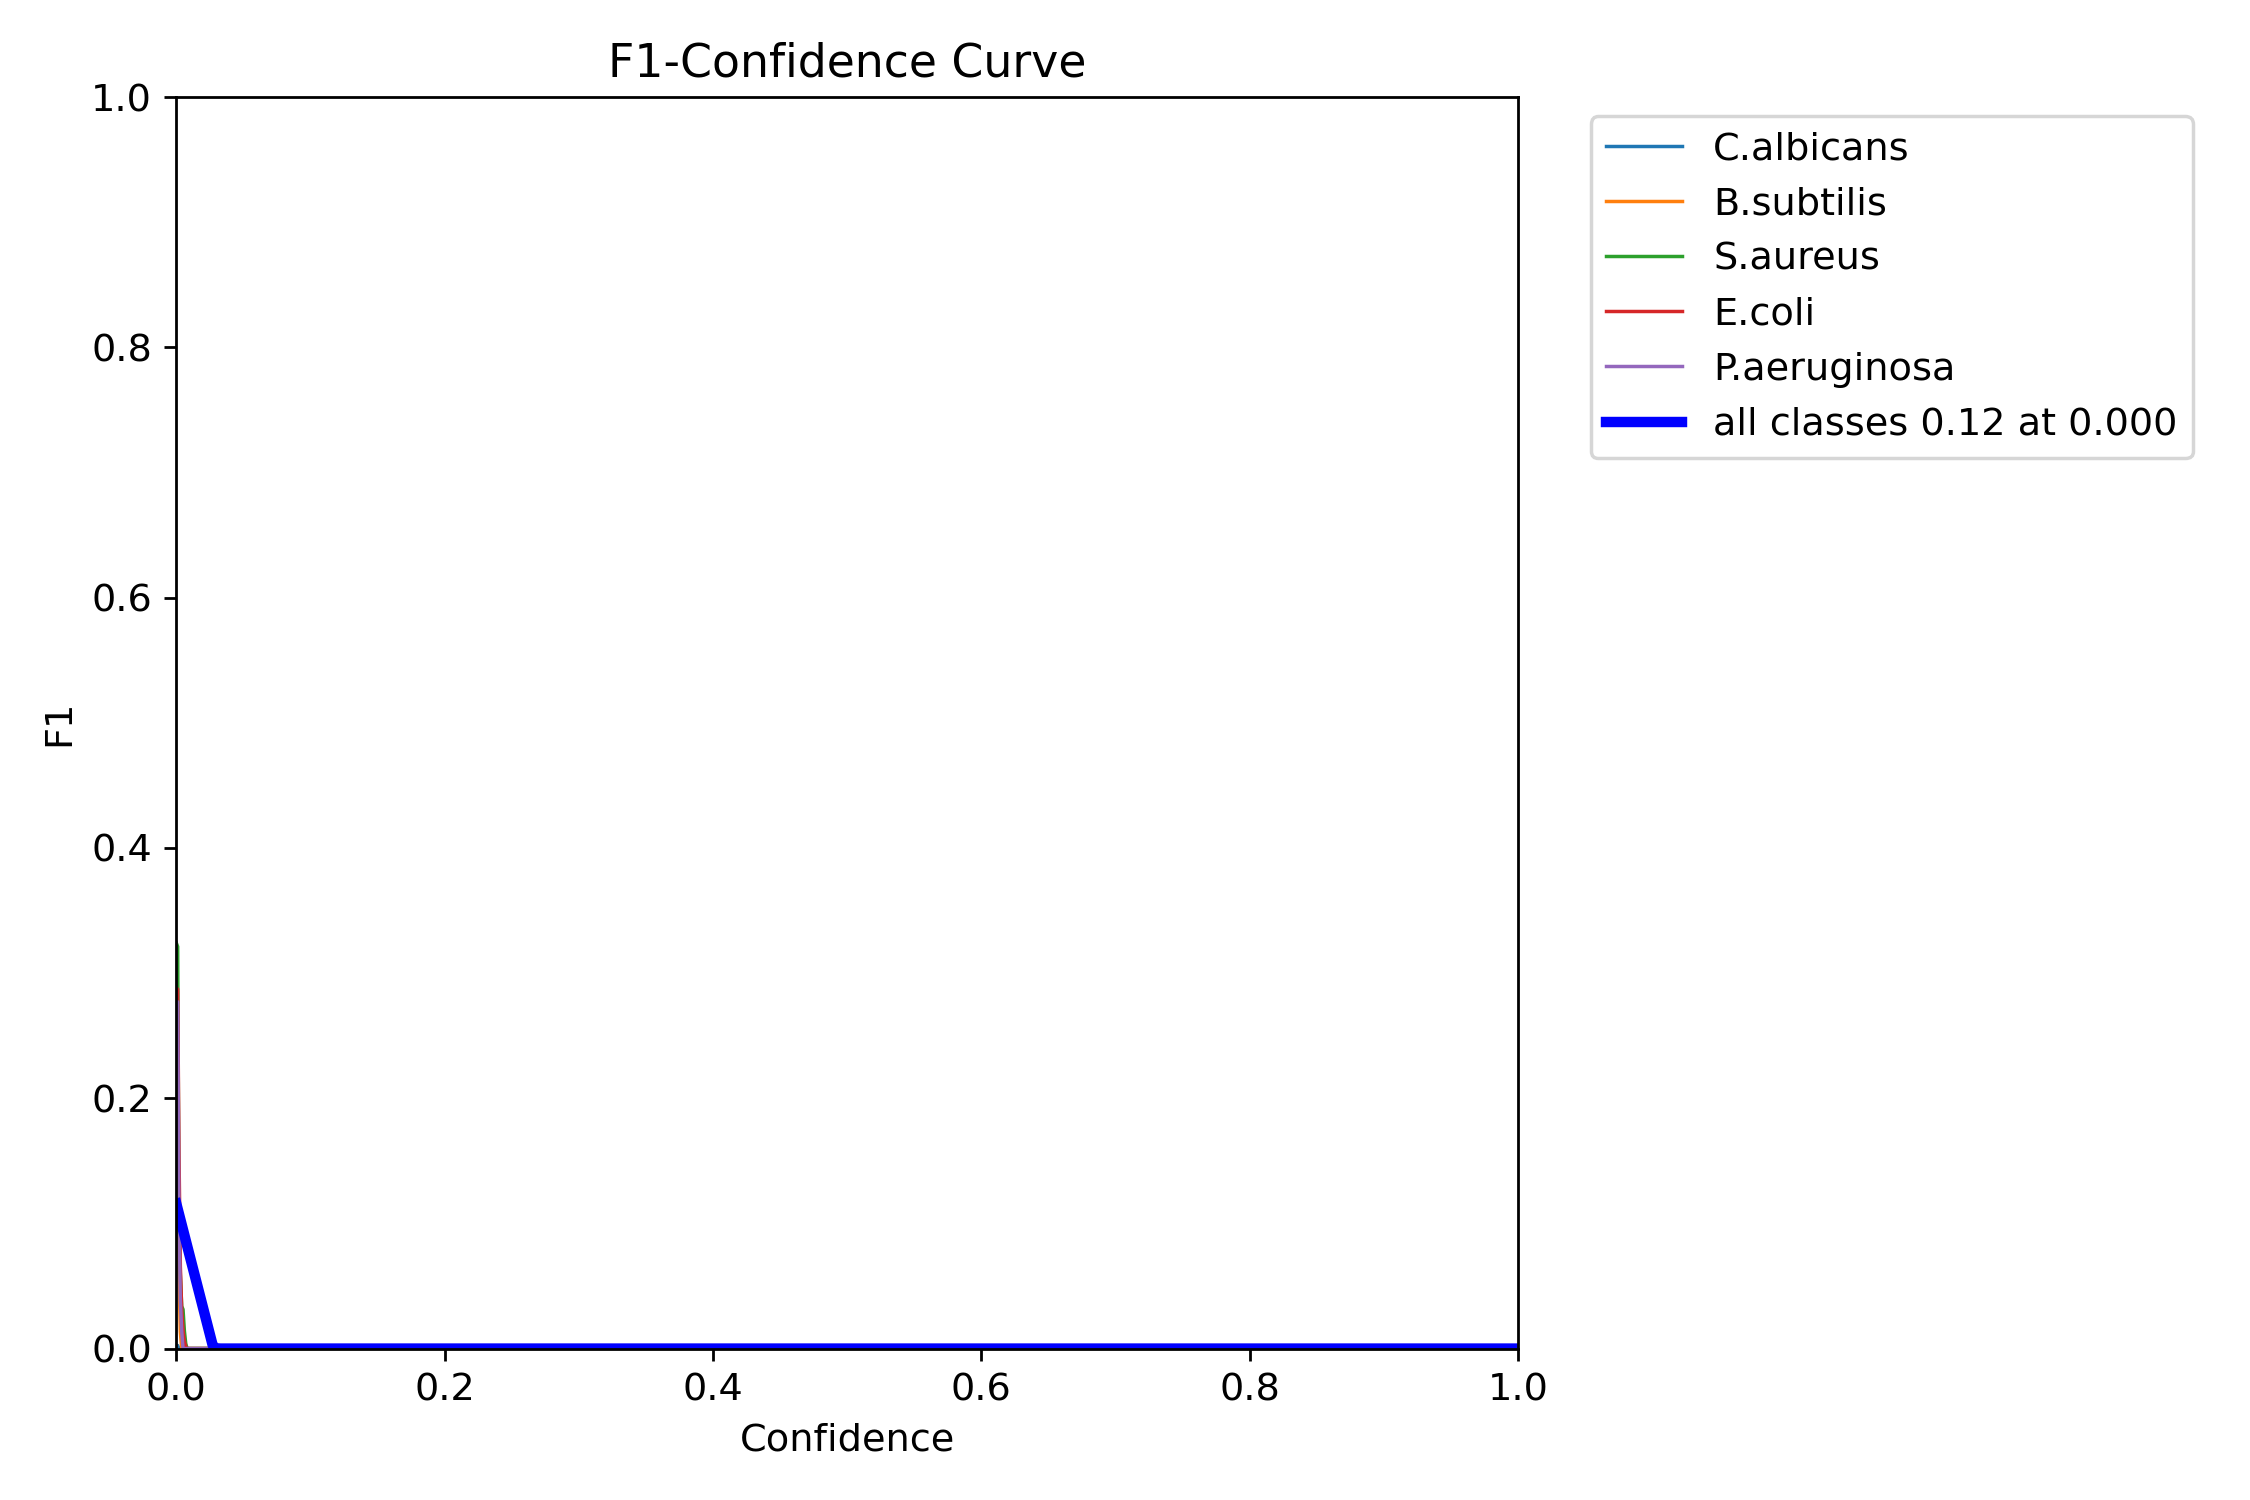 F1-Confidence Curve
1.0
0.8
0.6
0.4
0.2
0.0
F1
0.0 0.2 0.4 0.6 0.8 1.0
Confidence
C.albicans
B.subtilis
S.aureus
E.coli
P.aeruginosa
all classes 0.12 at 0.000